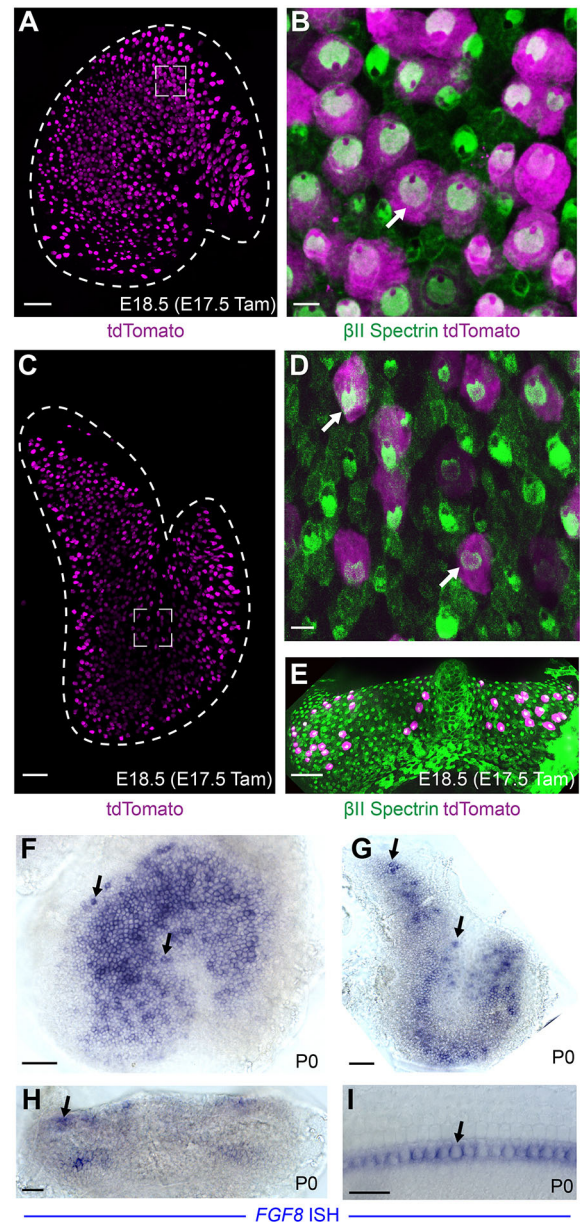 A
B
E18.5 (E17.5 Tam)
tdTomato
βII Spectrin tdTomato
C
D
E
E18.5 (E17.5 Tam)
E18.5 (E17.5 Tam)
tdTomato
βII Spectrin tdTomato
F
G
P0
P0
H
I
P0
P0
FGF8 ISH